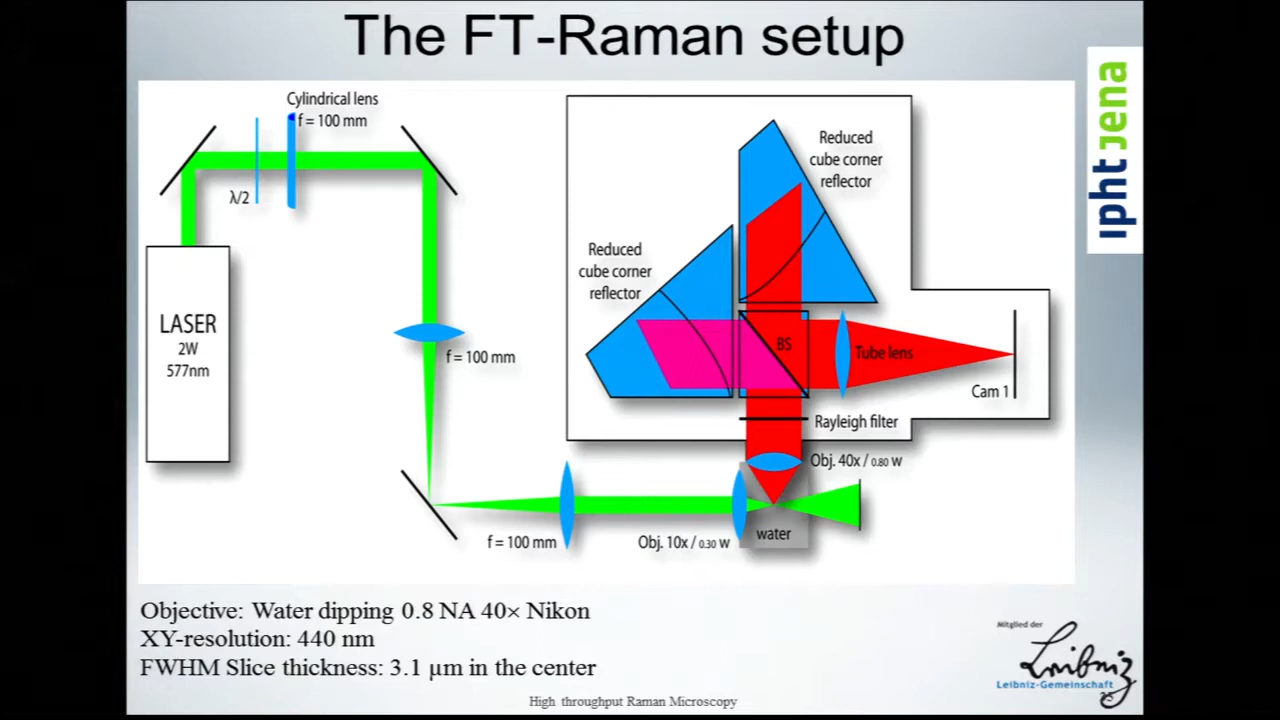 The FT-Raman setup
Cylindrical lens
f = 100 mm
λ/2
LASER
2W
577nm
f = 100 mm
f = 100 mm
Obj. 10x / 0.30 W
water
Obj. 40x / 0.80 W
Rayleigh filter
Cam 1
Tube lens
BS
Reduced
cube corner
reflector
Reduced
cube corner
reflector
ipht jena
Objective: Water dipping 0.8 NA 40× Nikon
XY-resolution: 440 nm
FWHM Slice thickness: 3.1 µm in the center
Mitglied der
Leibniz
Leibniz-Gemeinschaft
High throughput Raman Microscopy